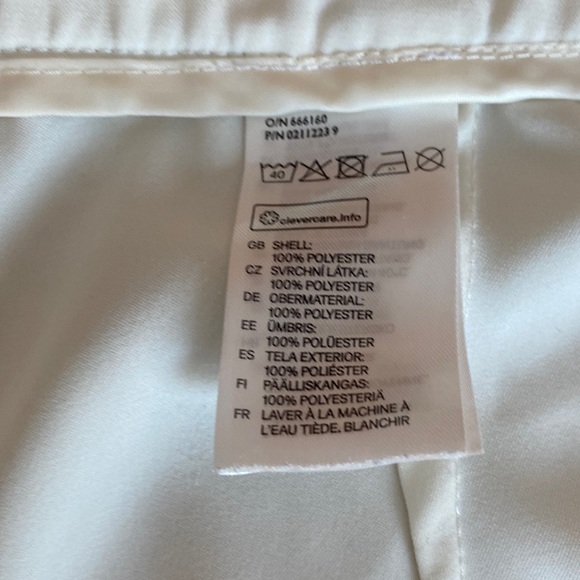 O/N 666160
P/N 0211223 9
40
clevercare.info
GB SHELL:
100% POLYESTER
CZ SVRCHNÍ LÁTKA:
100% POLYESTER
DE OBERMATERIAL:
100% POLYESTER
EE ÜMBRIS:
100% POLÜESTER
ES TELA EXTERIOR:
100% POLIÉSTER
FI PÄÄLLISKANGAS:
100% POLYESTERIÄ
FR LAVER À LA MACHINE À
L'EAU TIÈDE, BLANCHIR